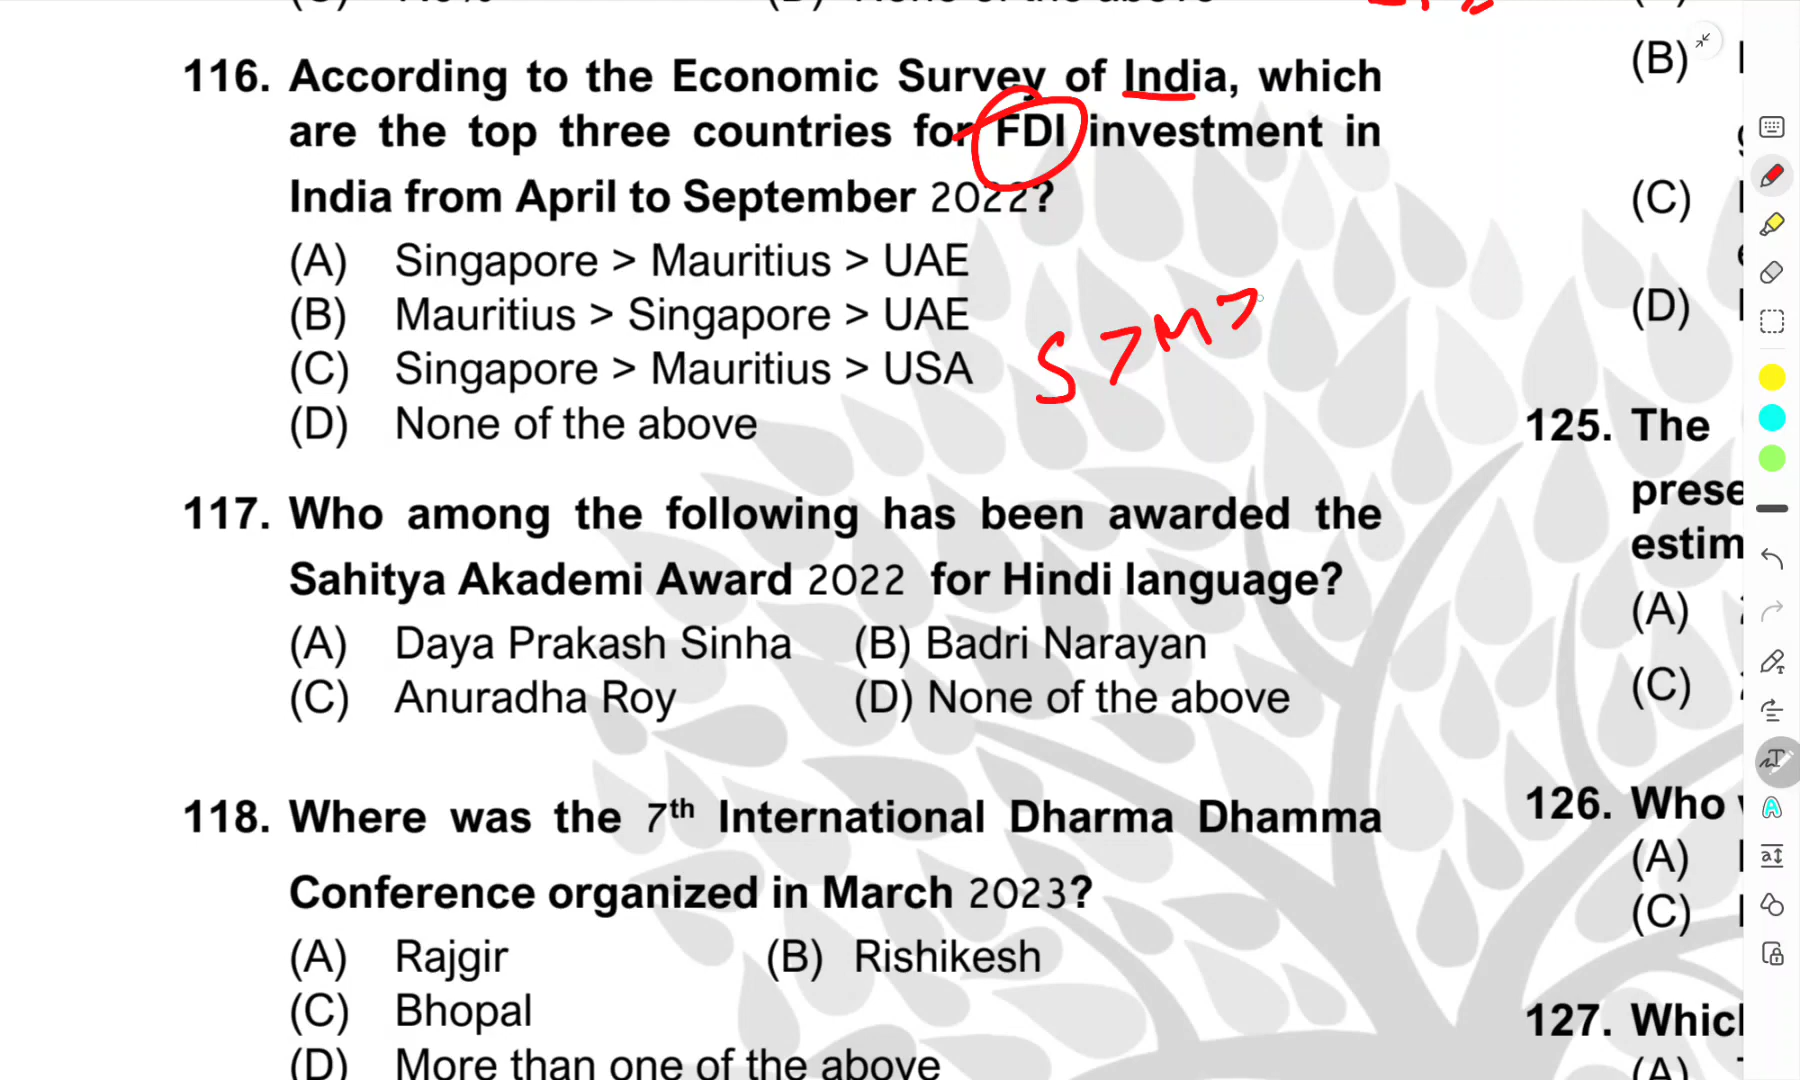 116. According to the Economic Survey of India, which
are the top three countries for FDI investment in
India from April to September 2022?
(A) Singapore > Mauritius > UAE
(B) Mauritius > Singapore > UAE
(C) Singapore > Mauritius > USA
(D) None of the above
S > M >
117. Who among the following has been awarded the
Sahitya Akademi Award 2022 for Hindi language?
(A) Daya Prakash Sinha (B) Badri Narayan
(C) Anuradha Roy (D) None of the above
118. Where was the 7th International Dharma Dhamma
Conference organized in March 2023?
(A) Rajgir (B) Rishikesh
(C) Bhopal
(D) More than one of the above
(B)
(C)
(D)
125. The
prese
estim
(A)
(C)
126. Who
(A)
(C)
127. Which
(A)